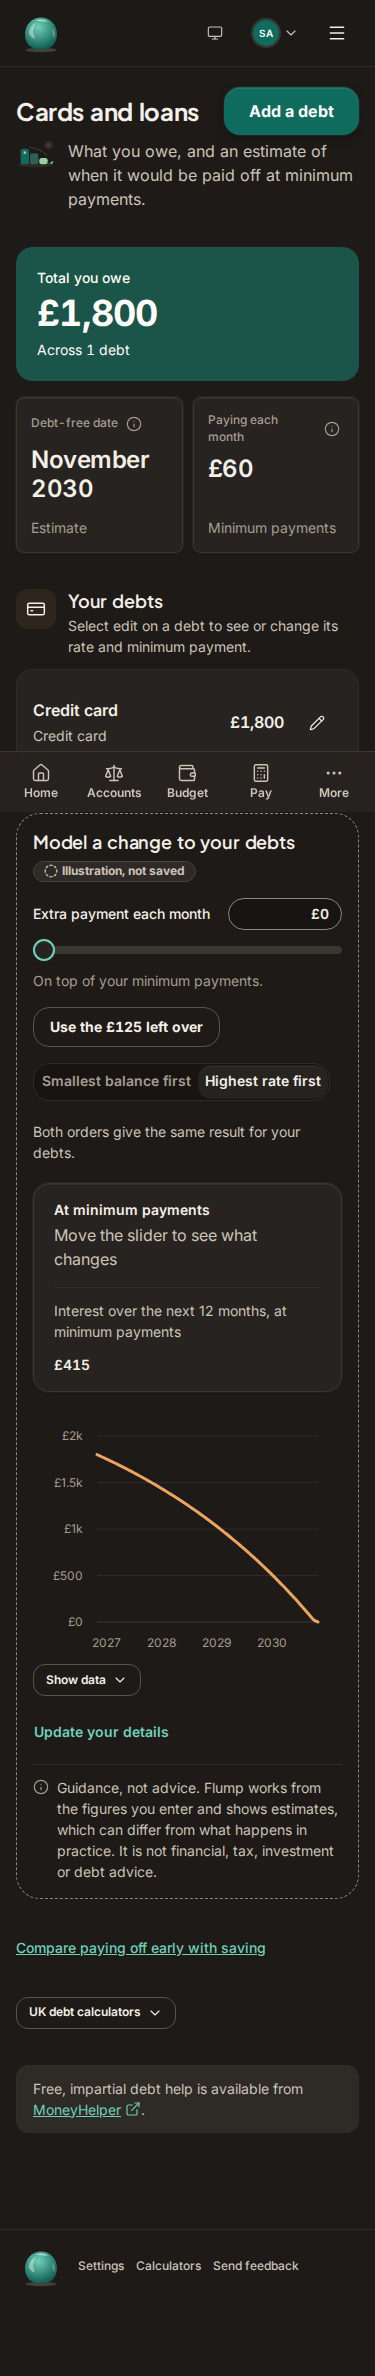 SA
Cards and loans
Add a debt
What you owe, and an estimate of
when it would be paid off at minimum
payments.
Total you owe
£1,800
Across 1 debt
Debt-free date
November
2030
Estimate
Paying each
month
£60
Minimum payments
Your debts
Select edit on a debt to see or change its
rate and minimum payment.
Credit card
Credit card
£1,800
Home
Accounts
Budget
Pay
More
Model a change to your debts
Illustration, not saved
Extra payment each month
£0
On top of your minimum payments.
Use the £125 left over
Smallest balance first
Highest rate first
Both orders give the same result for your
debts.
At minimum payments
Move the slider to see what
changes
Interest over the next 12 months, at
minimum payments
£415
£2k
£1.5k
£1k
£500
£0
2027
2028
2029
2030
Show data
Update your details
Guidance, not advice. Flump works from
the figures you enter and shows estimates,
which can differ from what happens in
practice. It is not financial, tax, investment
or debt advice.
Compare paying off early with saving
UK debt calculators
Free, impartial debt help is available from
MoneyHelper.
Settings
Calculators
Send feedback